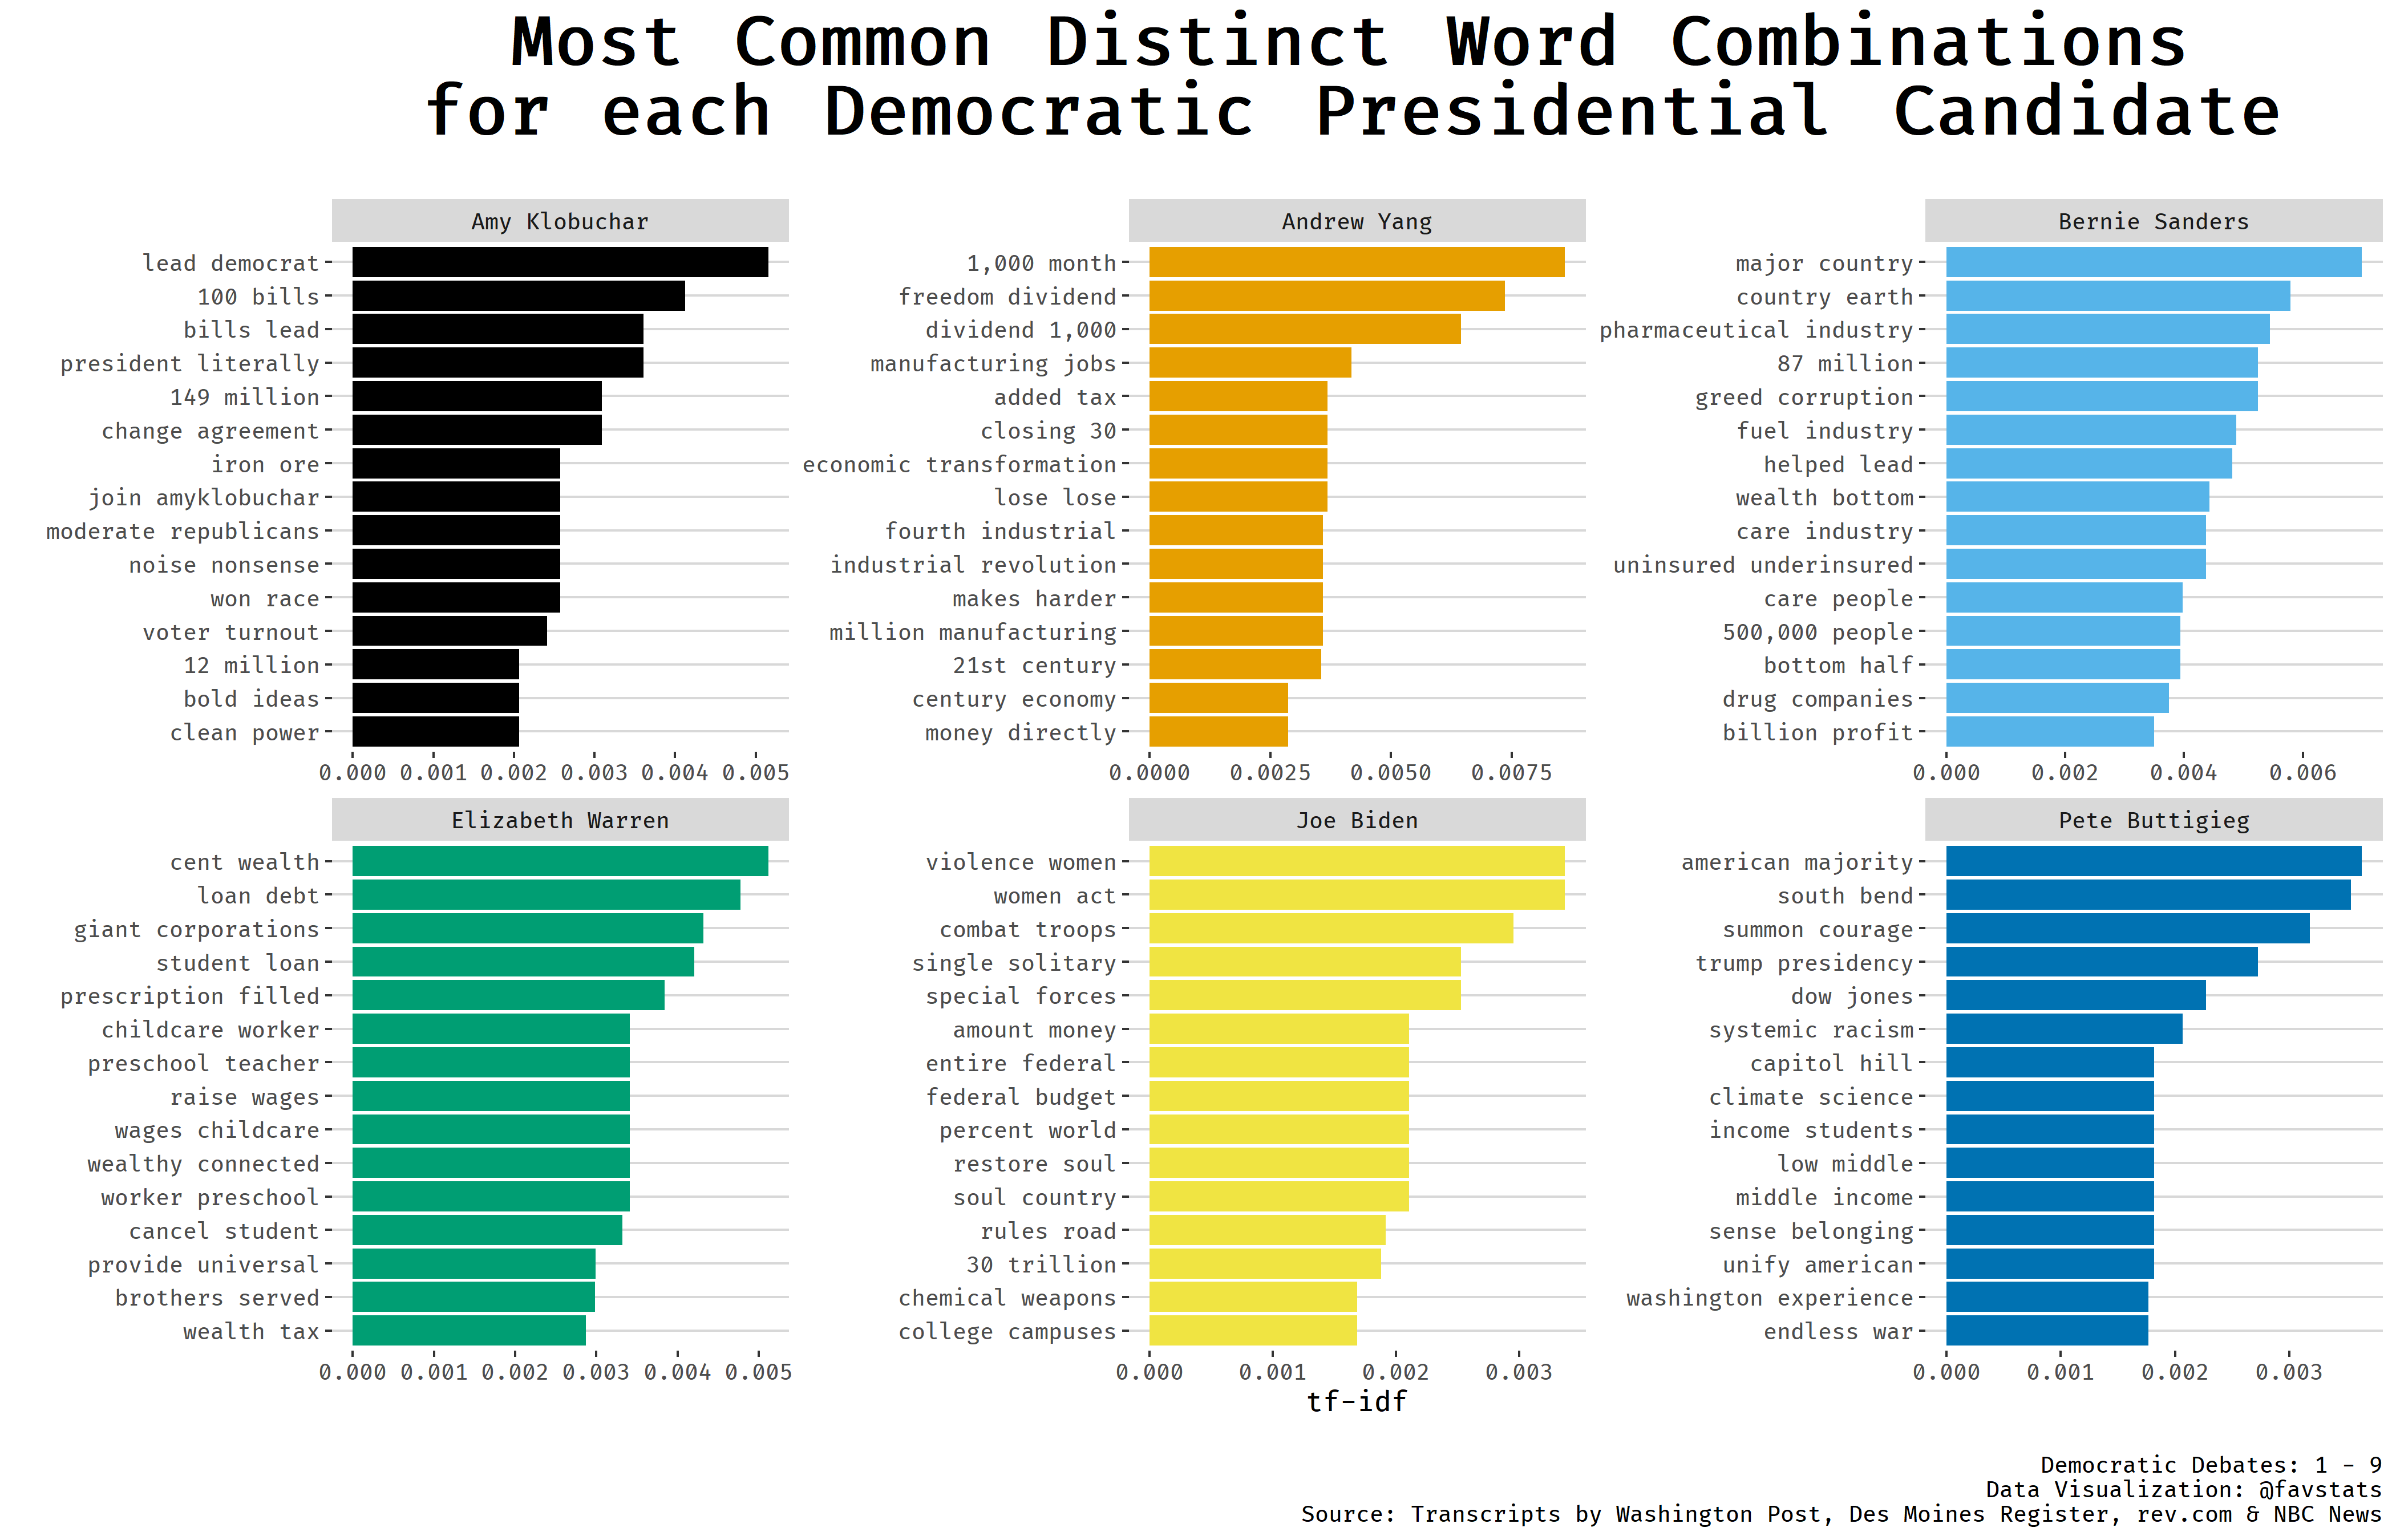 Most Common Distinct Word Combinations
for each Democratic Presidential Candidate
Amy Klobuchar
lead democrat
100 bills
bills lead
president literally
149 million
change agreement
iron ore
join amyklobuchar
moderate republicans
noise nonsense
won race
voter turnout
12 million
bold ideas
clean power
0.000 0.001 0.002 0.003 0.004 0.005
Andrew Yang
1,000 month
freedom dividend
dividend 1,000
manufacturing jobs
added tax
closing 30
economic transformation
lose lose
fourth industrial
industrial revolution
makes harder
million manufacturing
21st century
century economy
money directly
0.0000 0.0025 0.0050 0.0075
Bernie Sanders
major country
country earth
pharmaceutical industry
87 million
greed corruption
fuel industry
helped lead
wealth bottom
care industry
uninsured underinsured
care people
500,000 people
bottom half
drug companies
billion profit
0.000 0.002 0.004 0.006
Elizabeth Warren
cent wealth
loan debt
giant corporations
student loan
prescription filled
childcare worker
preschool teacher
raise wages
wages childcare
wealthy connected
worker preschool
cancel student
provide universal
brothers served
wealth tax
0.000 0.001 0.002 0.003 0.004 0.005
Joe Biden
violence women
women act
combat troops
single solitary
special forces
amount money
entire federal
federal budget
percent world
restore soul
soul country
rules road
30 trillion
chemical weapons
college campuses
0.000 0.001 0.002 0.003
Pete Buttigieg
american majority
south bend
summon courage
trump presidency
dow jones
systemic racism
capitol hill
climate science
income students
low middle
middle income
sense belonging
unify american
washington experience
endless war
0.000 0.001 0.002 0.003
tf-idf
Democratic Debates: 1 - 9
Data Visualization: @favstats
Source: Transcripts by Washington Post, Des Moines Register, rev.com & NBC News